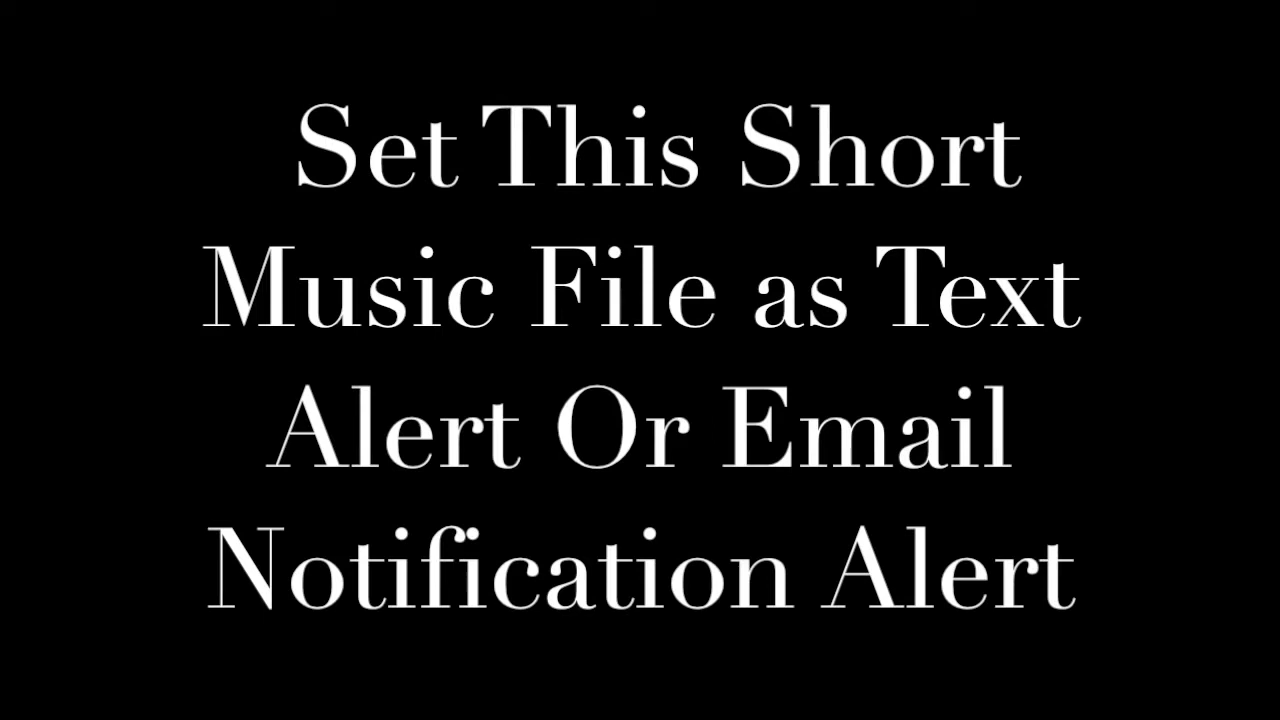 Set This Short
Music File as Text
Alert Or Email
Notification Alert